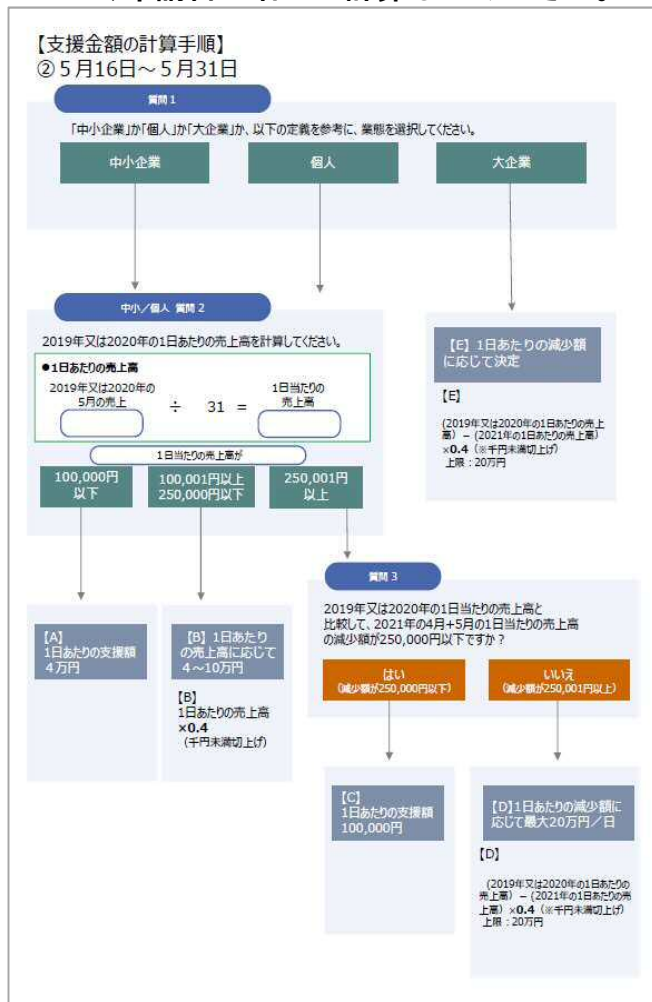 【支援金額の計算手順】
②５月16日～５月31日
質問 1
「中小企業」か「個人」か「大企業」か、以下の定義を参考に、業態を選択してください。
中小企業
個人
大企業
中小／個人 質問 2
2019年又は2020年の1日あたりの売上高を計算してください。
●1日あたりの売上高
2019年又は2020年の
5月の売上
÷ 31 =
1日当たりの
売上高
1日当たりの売上高が
100,000円
以下
100,001円以上
250,000円以下
250,001円
以上
【E】１日あたりの減少額
に応じて決定
【E】
(2019年又は2020年の1日あたりの売上
高）－（2021年の1日あたりの売上高）
×0.4（※千円未満切上げ）
上限：20万円
質問 3
2019年又は2020年の1日当たりの売上高と
比較して、2021年の4月+5月の1日当たりの売上高
の減少額が250,000円以下ですか？
はい
（減少額が250,000円以下）
いいえ
（減少額が250,001円以上）
【A】
1日あたりの支援額
４万円
【B】１日あたり
の売上高に応じて
４～10万円
【B】
1日あたりの売上高
×0.4
（千円未満切上げ）
【C】
1日あたりの支援額
100,000円
【D】1日あたりの減少額に
応じて最大20万円／日
【D】
(2019年又は2020年の1日あたりの
売上高）－（2021年の1日あたりの売上
高）×0.4（※千円未満切上げ）
上限：20万円